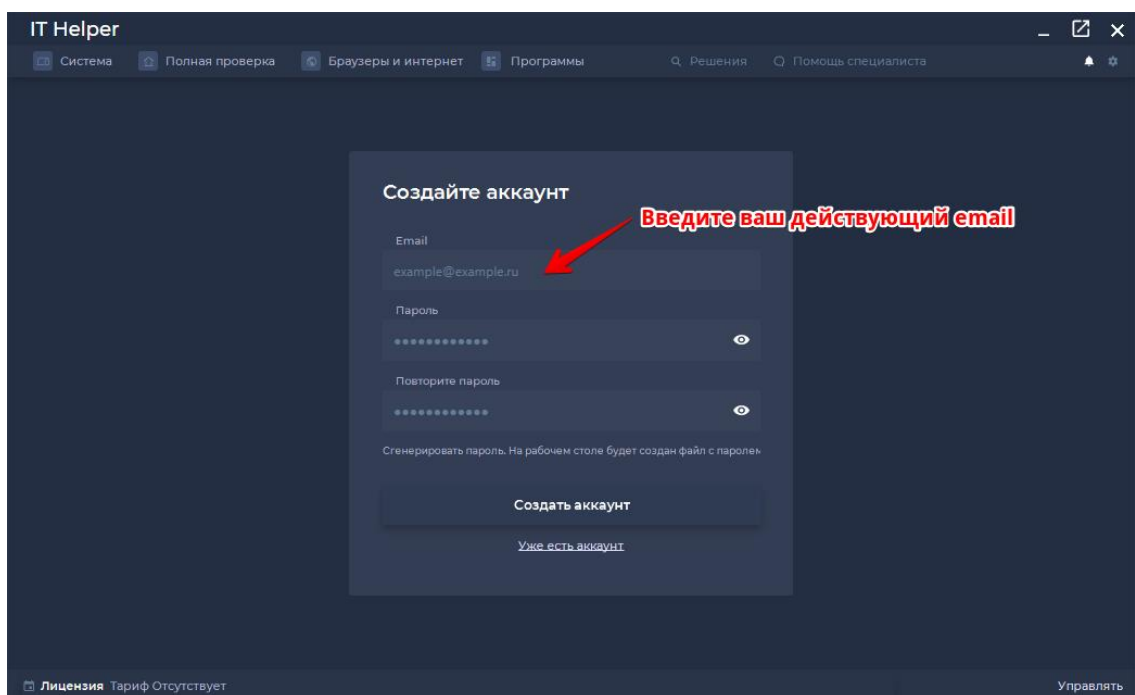 IT Helper
Система Полная проверка Браузеры и интернет Программы Решения Помощь специалиста
Создайте аккаунт
Введите ваш действующий email
Email
example@example.ru
Пароль
Повторите пароль
Сгенерировать пароль. На рабочем столе будет создан файл с паролем
Создать аккаунт
Уже есть аккаунт
Лицензия Тариф Отсутствует Управлять